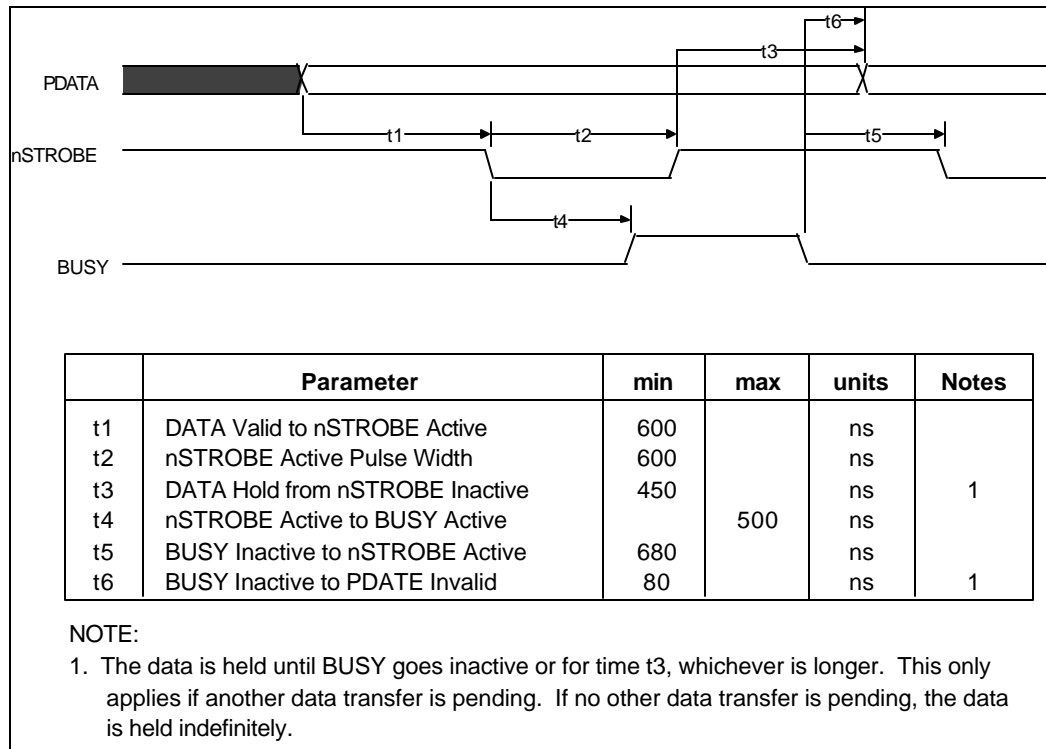 t6
t3
PDATA
t1 t2 t5
nSTROBE
t4
BUSY
Parameter min max units Notes
t1 DATA Valid to nSTROBE Active 600 ns
t2 nSTROBE Active Pulse Width 600 ns
t3 DATA Hold from nSTROBE Inactive 450 ns 1
t4 nSTROBE Active to BUSY Active 500 ns
t5 BUSY Inactive to nSTROBE Active 680 ns
t6 BUSY Inactive to PDATE Invalid 80 ns 1
NOTE:
1. The data is held until BUSY goes inactive or for time t3, whichever is longer. This only
applies if another data transfer is pending. If no other data transfer is pending, the data
is held indefinitely.